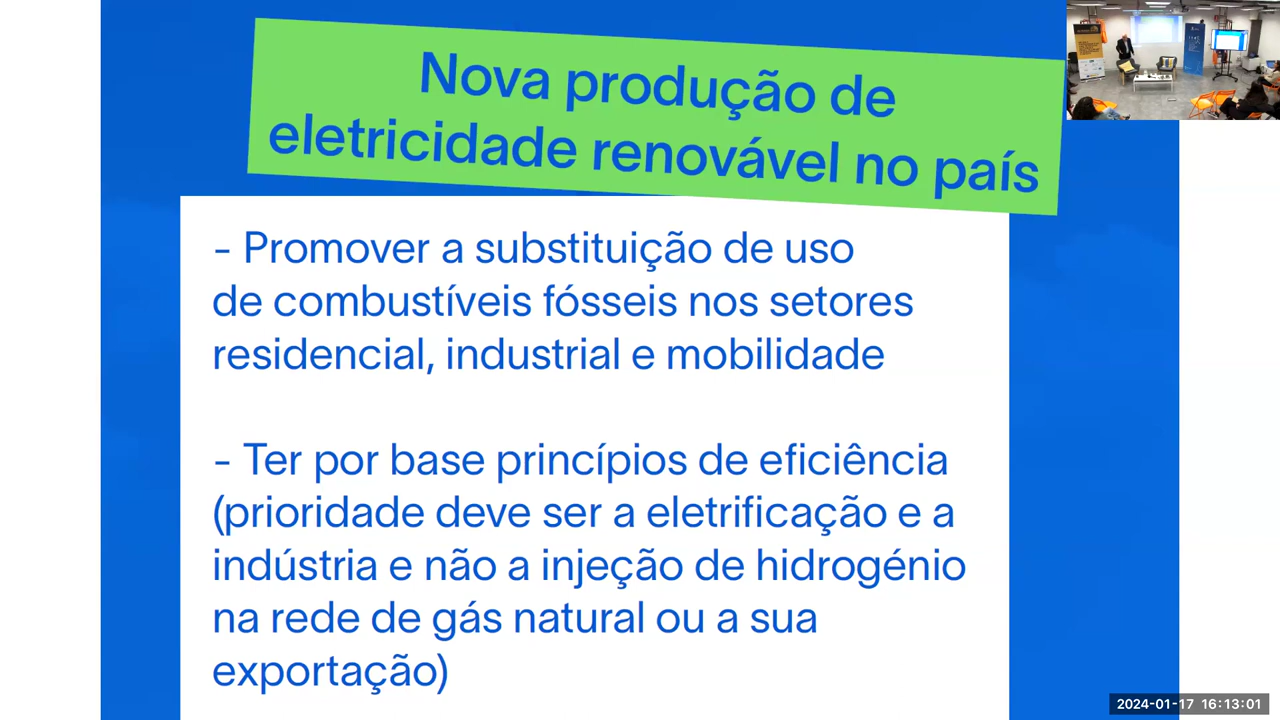 Nova produção de
eletricidade renovável no país
- Promover a substituição de uso
de combustíveis fósseis nos setores
residencial, industrial e mobilidade
- Ter por base princípios de eficiência
(prioridade deve ser a eletrificação e a
indústria e não a injeção de hidrogénio
na rede de gás natural ou a sua
exportação)
2024-01-17 16:13:01